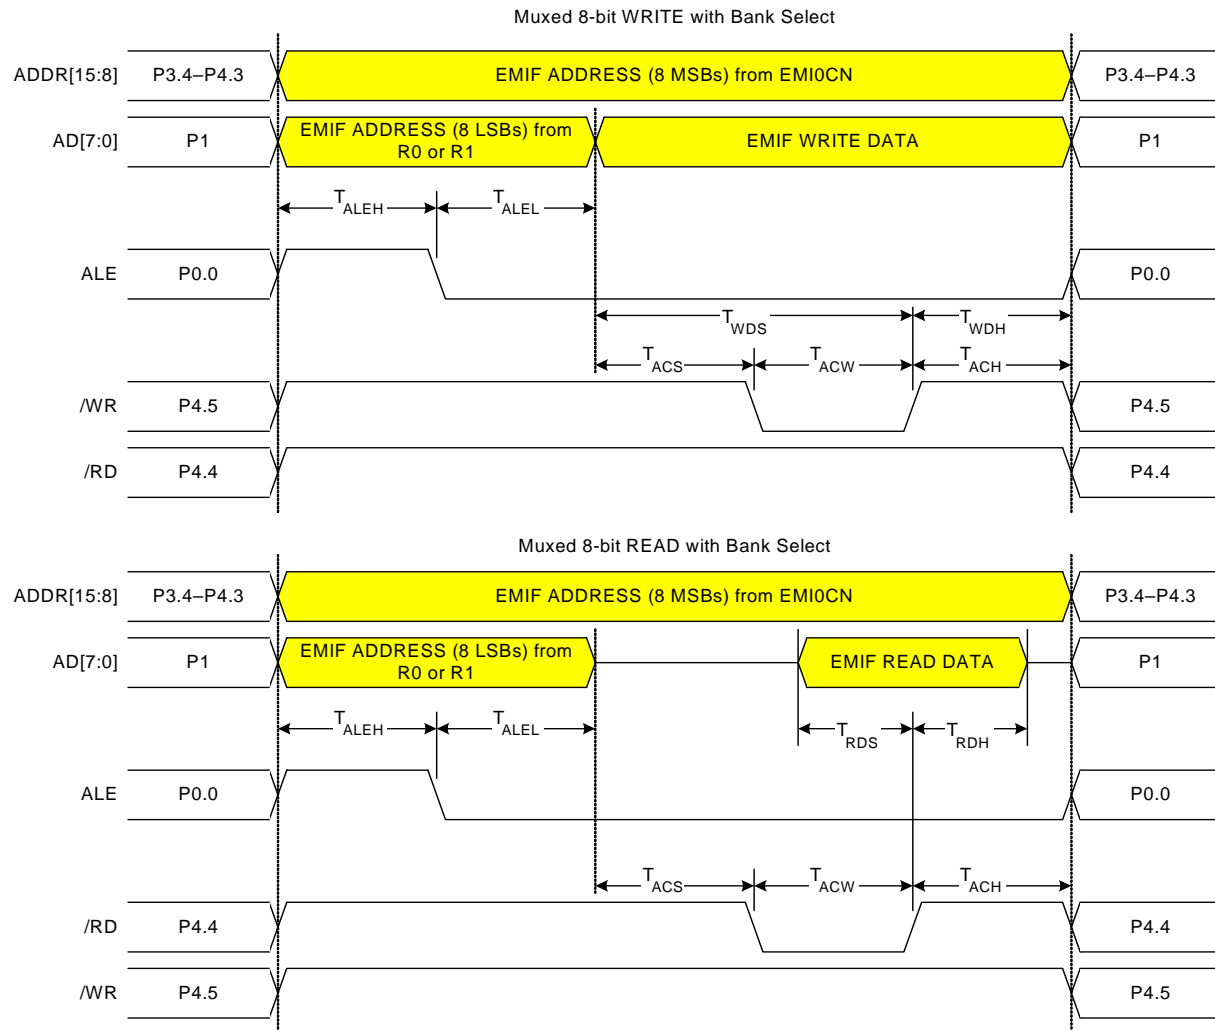 Muxed 8-bit WRITE with Bank Select
ADDR[15:8] P3.4–P4.3 EMIF ADDRESS (8 MSBs) from EMI0CN P3.4–P4.3
AD[7:0] P1 EMIF ADDRESS (8 LSBs) from R0 or R1 EMIF WRITE DATA P1
TALEH TALEL
ALE P0.0 P0.0
TWDS TWDH
TACS TACW TACH
/WR P4.5 P4.5
/RD P4.4 P4.4
Muxed 8-bit READ with Bank Select
ADDR[15:8] P3.4–P4.3 EMIF ADDRESS (8 MSBs) from EMI0CN P3.4–P4.3
AD[7:0] P1 EMIF ADDRESS (8 LSBs) from R0 or R1 EMIF READ DATA P1
TALEH TALEL TRDS TRDH
ALE P0.0 P0.0
TACS TACW TACH
/RD P4.4 P4.4
/WR P4.5 P4.5